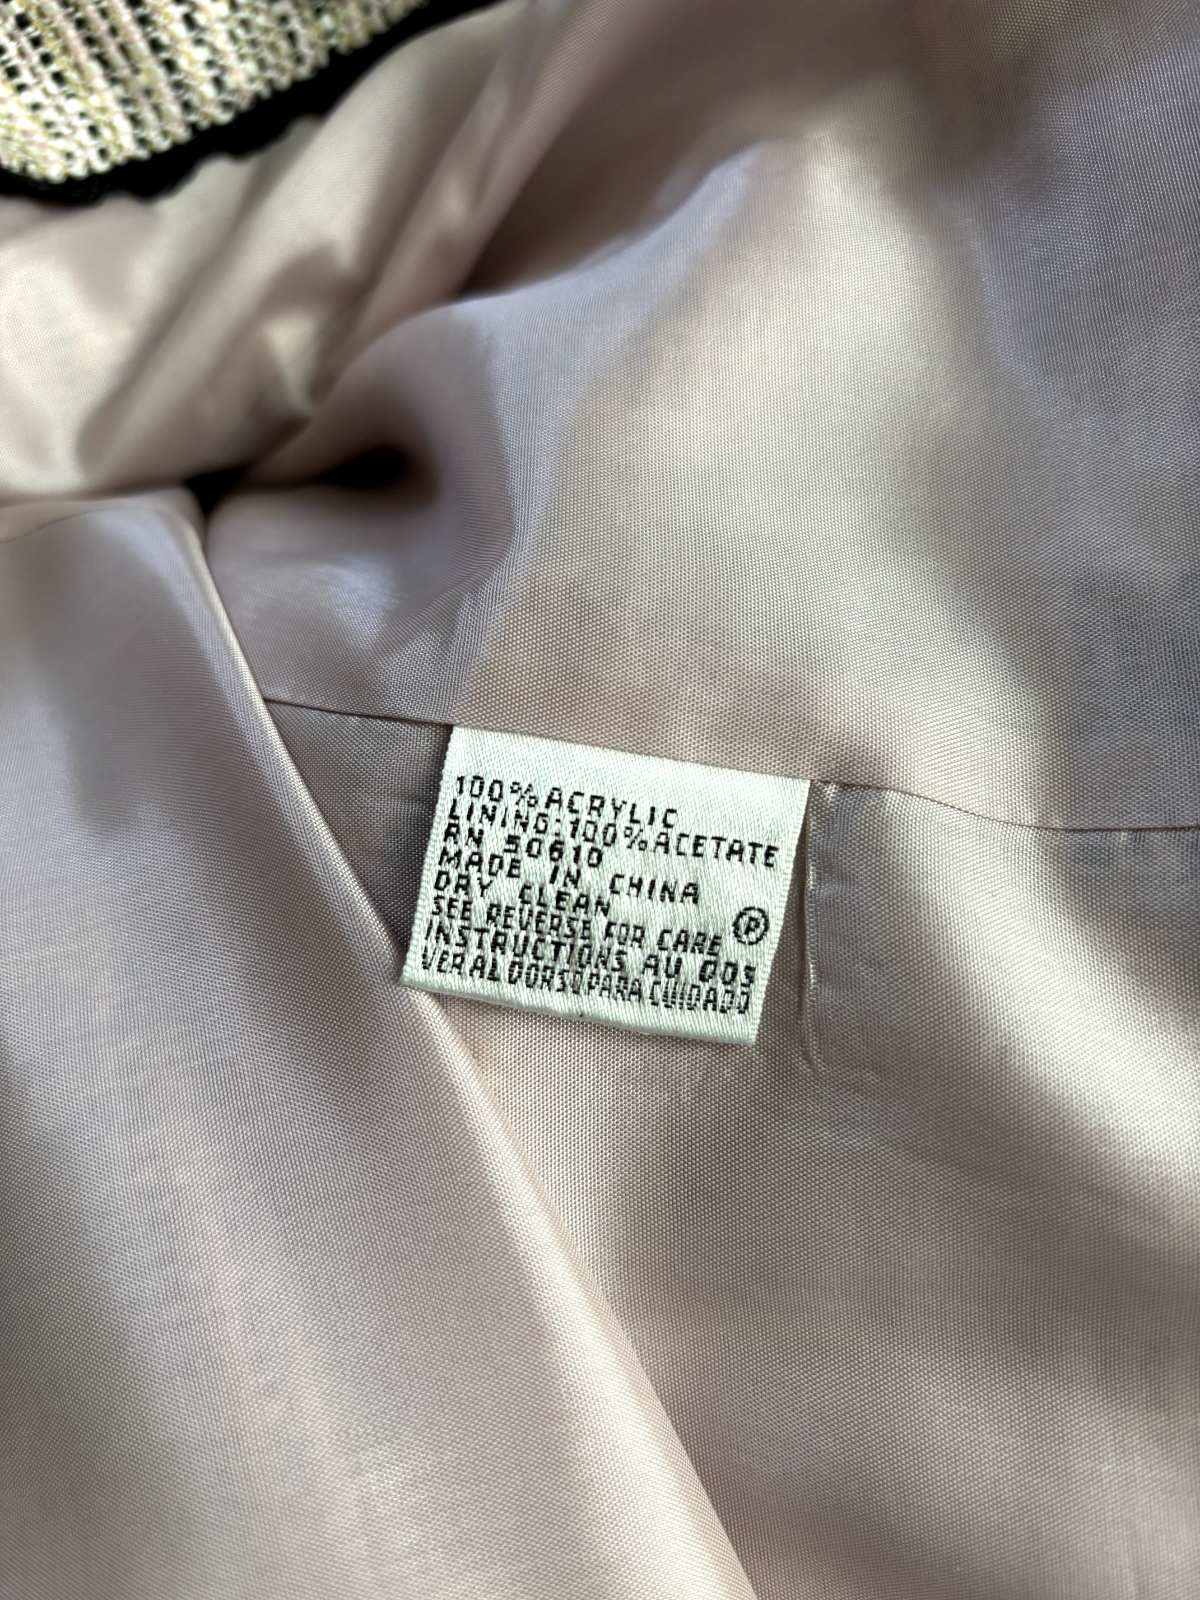 100% ACRYLIC
LINING:100% ACETATE
RN 50610
MADE IN CHINA
DRY CLEAN Ⓟ
SEE REVERSE FOR CARE
INSTRUCTIONS AU DOS
VER AL DORSO PARA CUIDADO